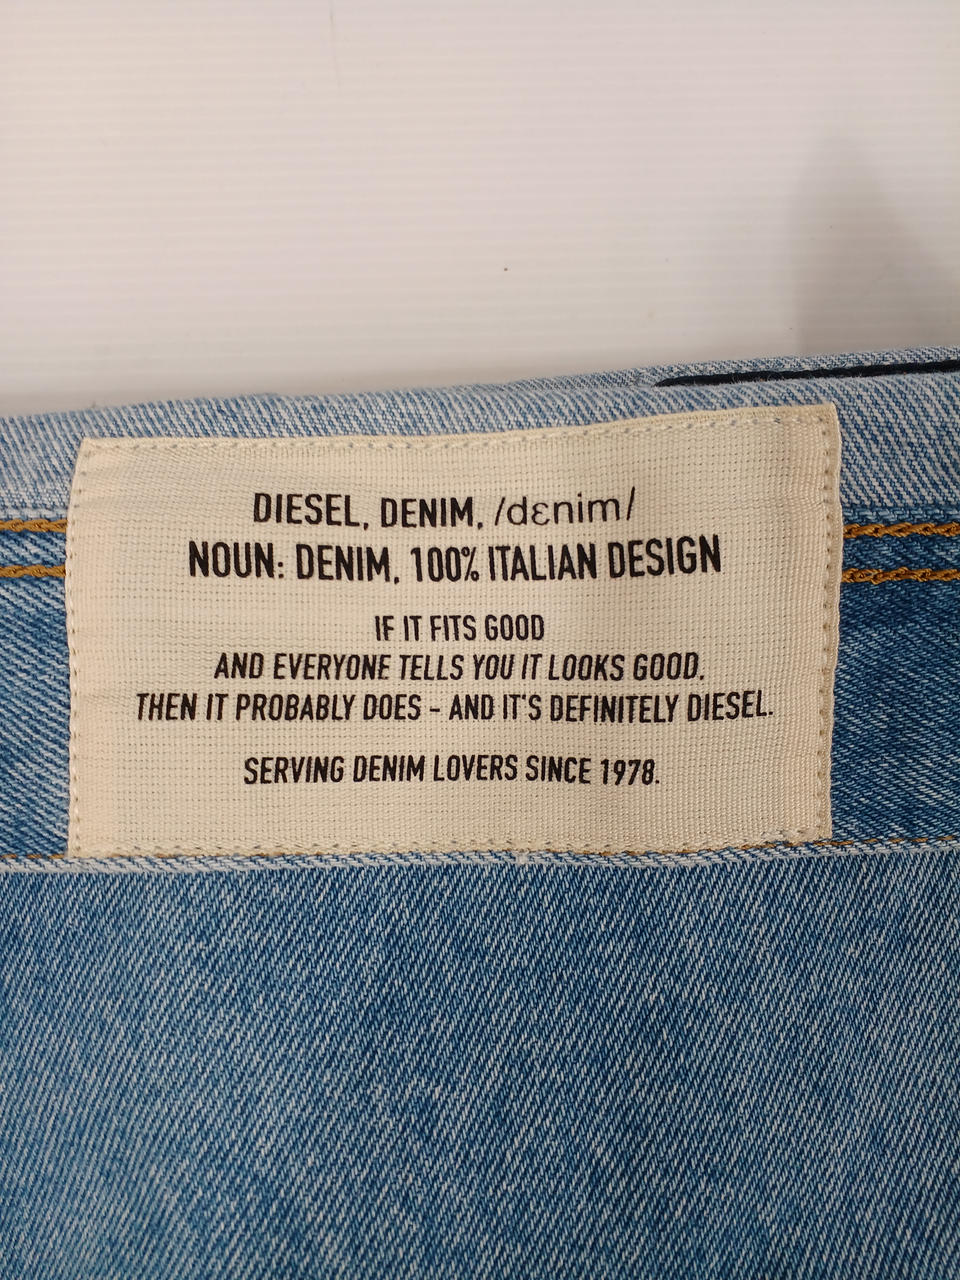 DIESEL, DENIM, /dɛnim/
NOUN: DENIM, 100% ITALIAN DESIGN
IF IT FITS GOOD
AND EVERYONE TELLS YOU IT LOOKS GOOD.
THEN IT PROBABLY DOES - AND IT'S DEFINITELY DIESEL.
SERVING DENIM LOVERS SINCE 1978.